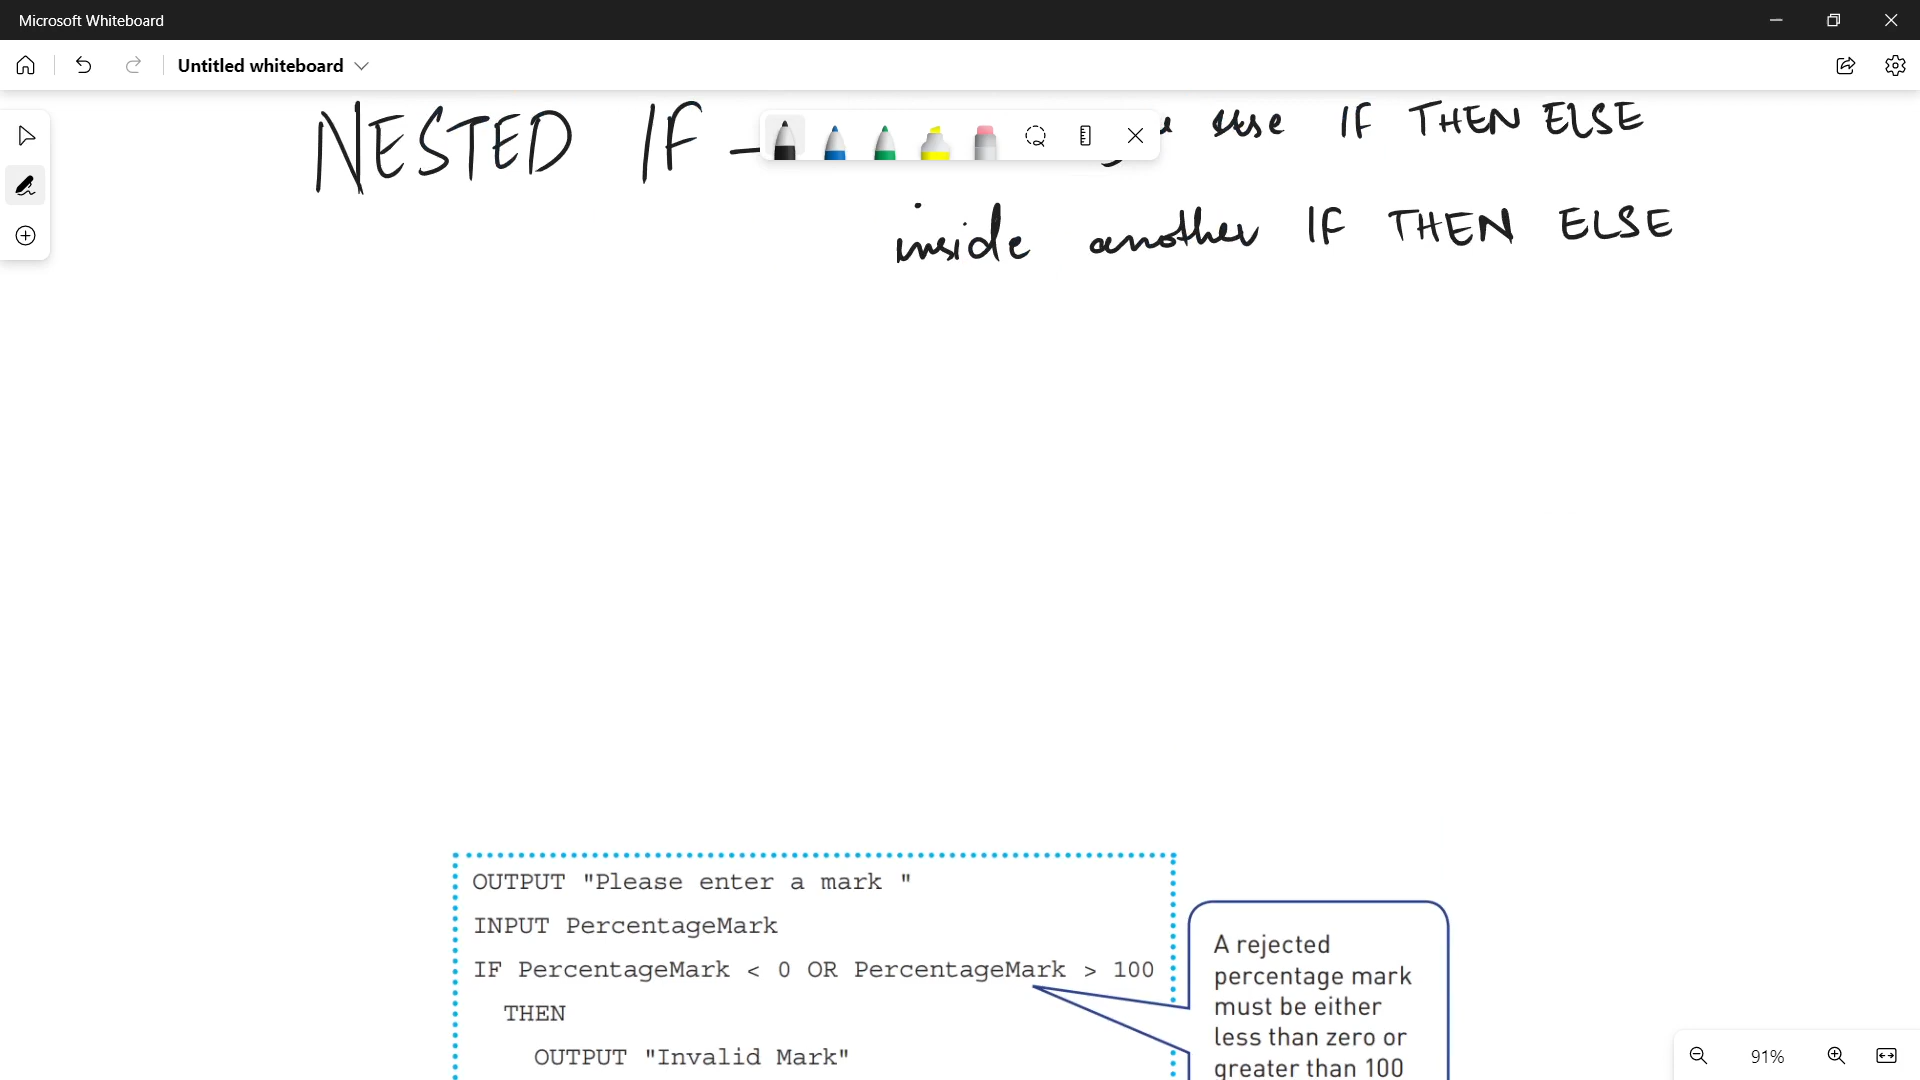 Microsoft Whiteboard
Untitled whiteboard
NESTED IF - use IF THEN ELSE
inside another IF THEN ELSE
OUTPUT "Please enter a mark "
INPUT PercentageMark
IF PercentageMark < 0 OR PercentageMark > 100
THEN
OUTPUT "Invalid Mark"
A rejected
percentage mark
must be either
less than zero or
greater than 100
91%